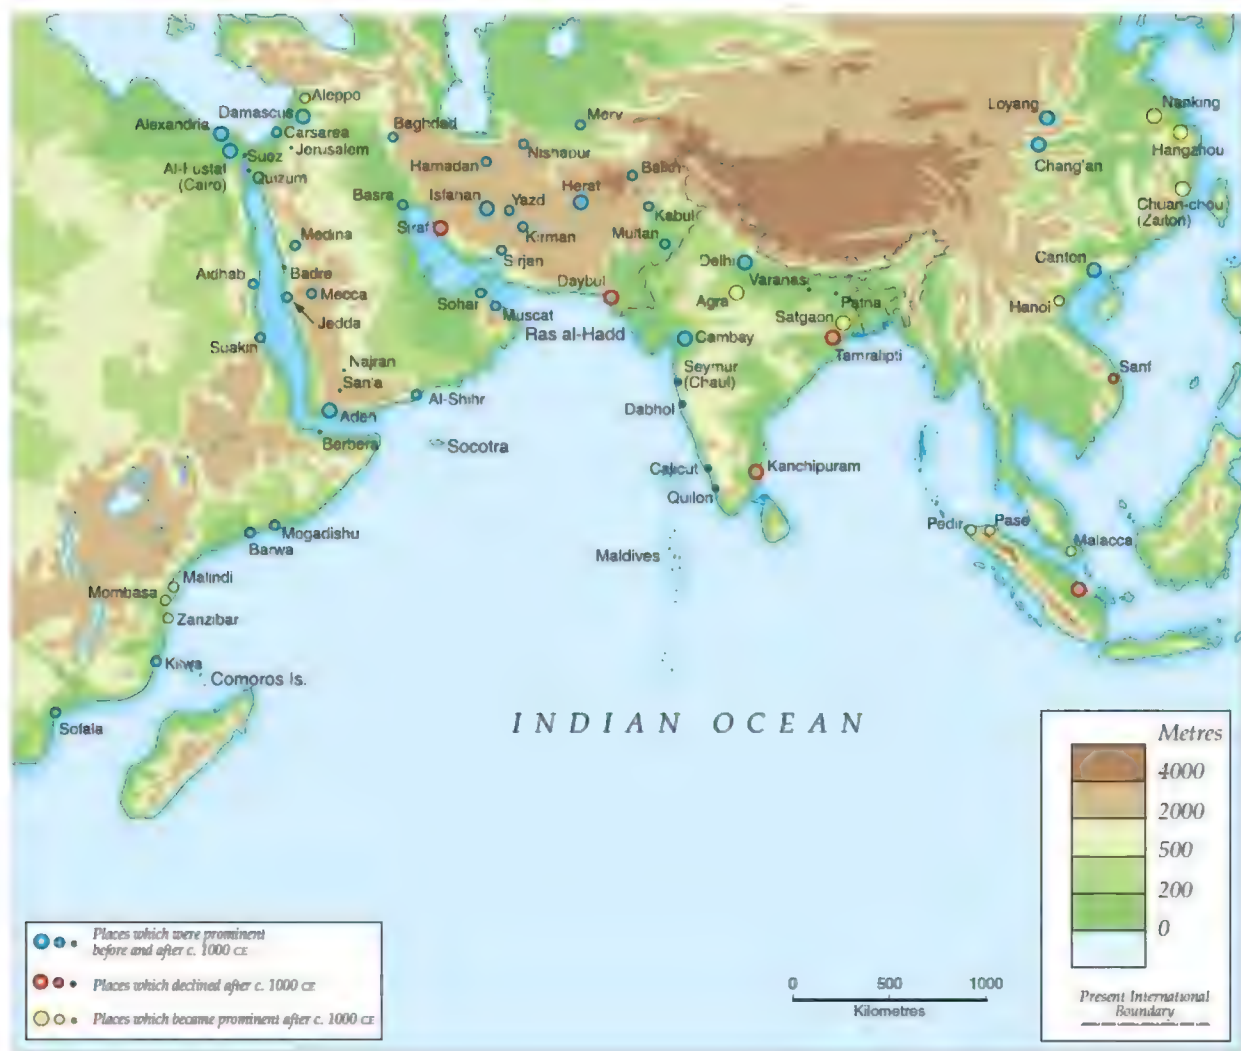 Aleppo
Damascus
Alexandria
Carsarea
Suez
Jerusalem
Al-Fustat
(Cairo)
Quizum
Baghdad
Merv
Nishapur
Hamadan
Balkh
Isfahan
Yazd
Herat
Basra
Kabul
Siraf
Kirman
Multan
Sirjan
Medina
Badre
Aidhab
Mecca
Jedda
Sohar
Muscat
Daybul
Ras al-Hadd
Suakin
Najran
San'a
Al-Shihr
Aden
Berbera
Socotra
Delhi
Varanasi
Agra
Patna
Satgaon
Cambay
Tamralipti
Seymur
(Chaul)
Dabhol
Calicut
Kanchipuram
Quilon
Maldives
Loyang
Nanking
Chang'an
Hangzhou
Chuan-chou
(Zaiton)
Canton
Hanoi
Sanf
Pedir
Pase
Malacca
Mogadishu
Barwa
Malindi
Mombasa
Zanzibar
Kilwa
Comoros Is.
Sofala
INDIAN OCEAN
Metres
4000
2000
500
200
0
Present International
Boundary
0 500 1000
Kilometres
Places which were prominent
before and after c. 1000 CE
Places which declined after c. 1000 CE
Places which became prominent after c. 1000 CE